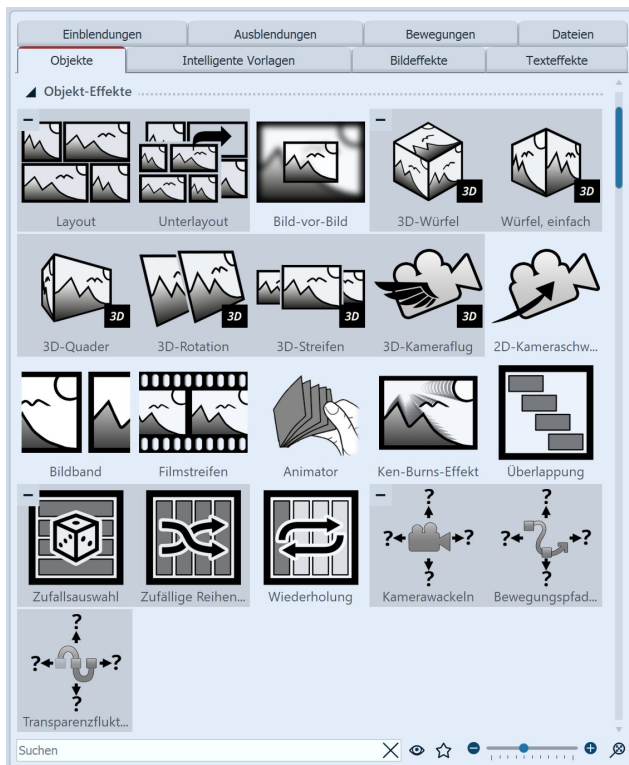 Einblendungen Ausblendungen Bewegungen Dateien
Objekte Intelligente Vorlagen Bildeffekte Texteffekte
Objekt-Effekte
3D 3D
Layout Unterlayout Bild-vor-Bild 3D-Würfel Würfel, einfach
3D 3D 3D 3D
3D-Quader 3D-Rotation 3D-Streifen 3D-Kameraflug 2D-Kameraschw...
Bildband Filmstreifen Animator Ken-Burns-Effekt Überlappung
? ?
? ? ? ?
? ?
Zufallsauswahl Zufällige Reihen... Wiederholung Kamerawackeln Bewegungspfad...
?
? ?
?
Transparenzflukt...
Suchen